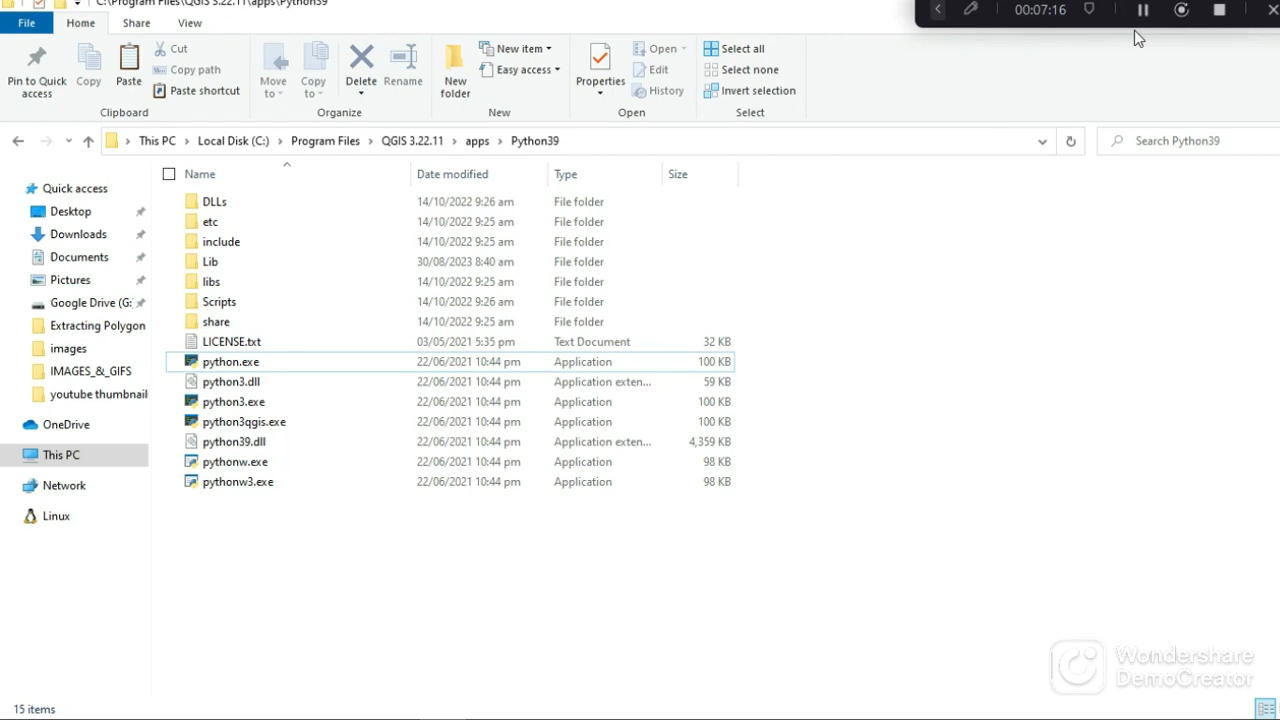 C:\Program Files\QGIS 3.22.11\apps\Python39
00:07:16
File Home Share View
Pin to Quick access
Copy
Paste
Cut
Copy path
Paste shortcut
Move to
Copy to
Delete
Rename
New folder
New item
Easy access
Properties
Open
Edit
History
Select all
Select none
Invert selection
Clipboard Organize New Open Select
This PC Local Disk (C:) Program Files QGIS 3.22.11 apps Python39
Search Python39
Name Date modified Type Size
Quick access
Desktop
Downloads
Documents
Pictures
Google Drive (G:
Extracting Polygon
images
IMAGES_&_GIFS
youtube thumbnail
OneDrive
This PC
Network
Linux
DLLs 14/10/2022 9:26 am File folder
etc 14/10/2022 9:25 am File folder
include 14/10/2022 9:25 am File folder
Lib 30/08/2023 8:40 am File folder
libs 14/10/2022 9:25 am File folder
Scripts 14/10/2022 9:26 am File folder
share 14/10/2022 9:25 am File folder
LICENSE.txt 03/05/2021 5:35 pm Text Document 32 KB
python.exe 22/06/2021 10:44 pm Application 100 KB
python3.dll 22/06/2021 10:44 pm Application exten... 59 KB
python3.exe 22/06/2021 10:44 pm Application 100 KB
python3qgis.exe 22/06/2021 10:44 pm Application 100 KB
python39.dll 22/06/2021 10:44 pm Application exten... 4,359 KB
pythonw.exe 22/06/2021 10:44 pm Application 98 KB
pythonw3.exe 22/06/2021 10:44 pm Application 98 KB
Wondershare
DemoCreator
15 items